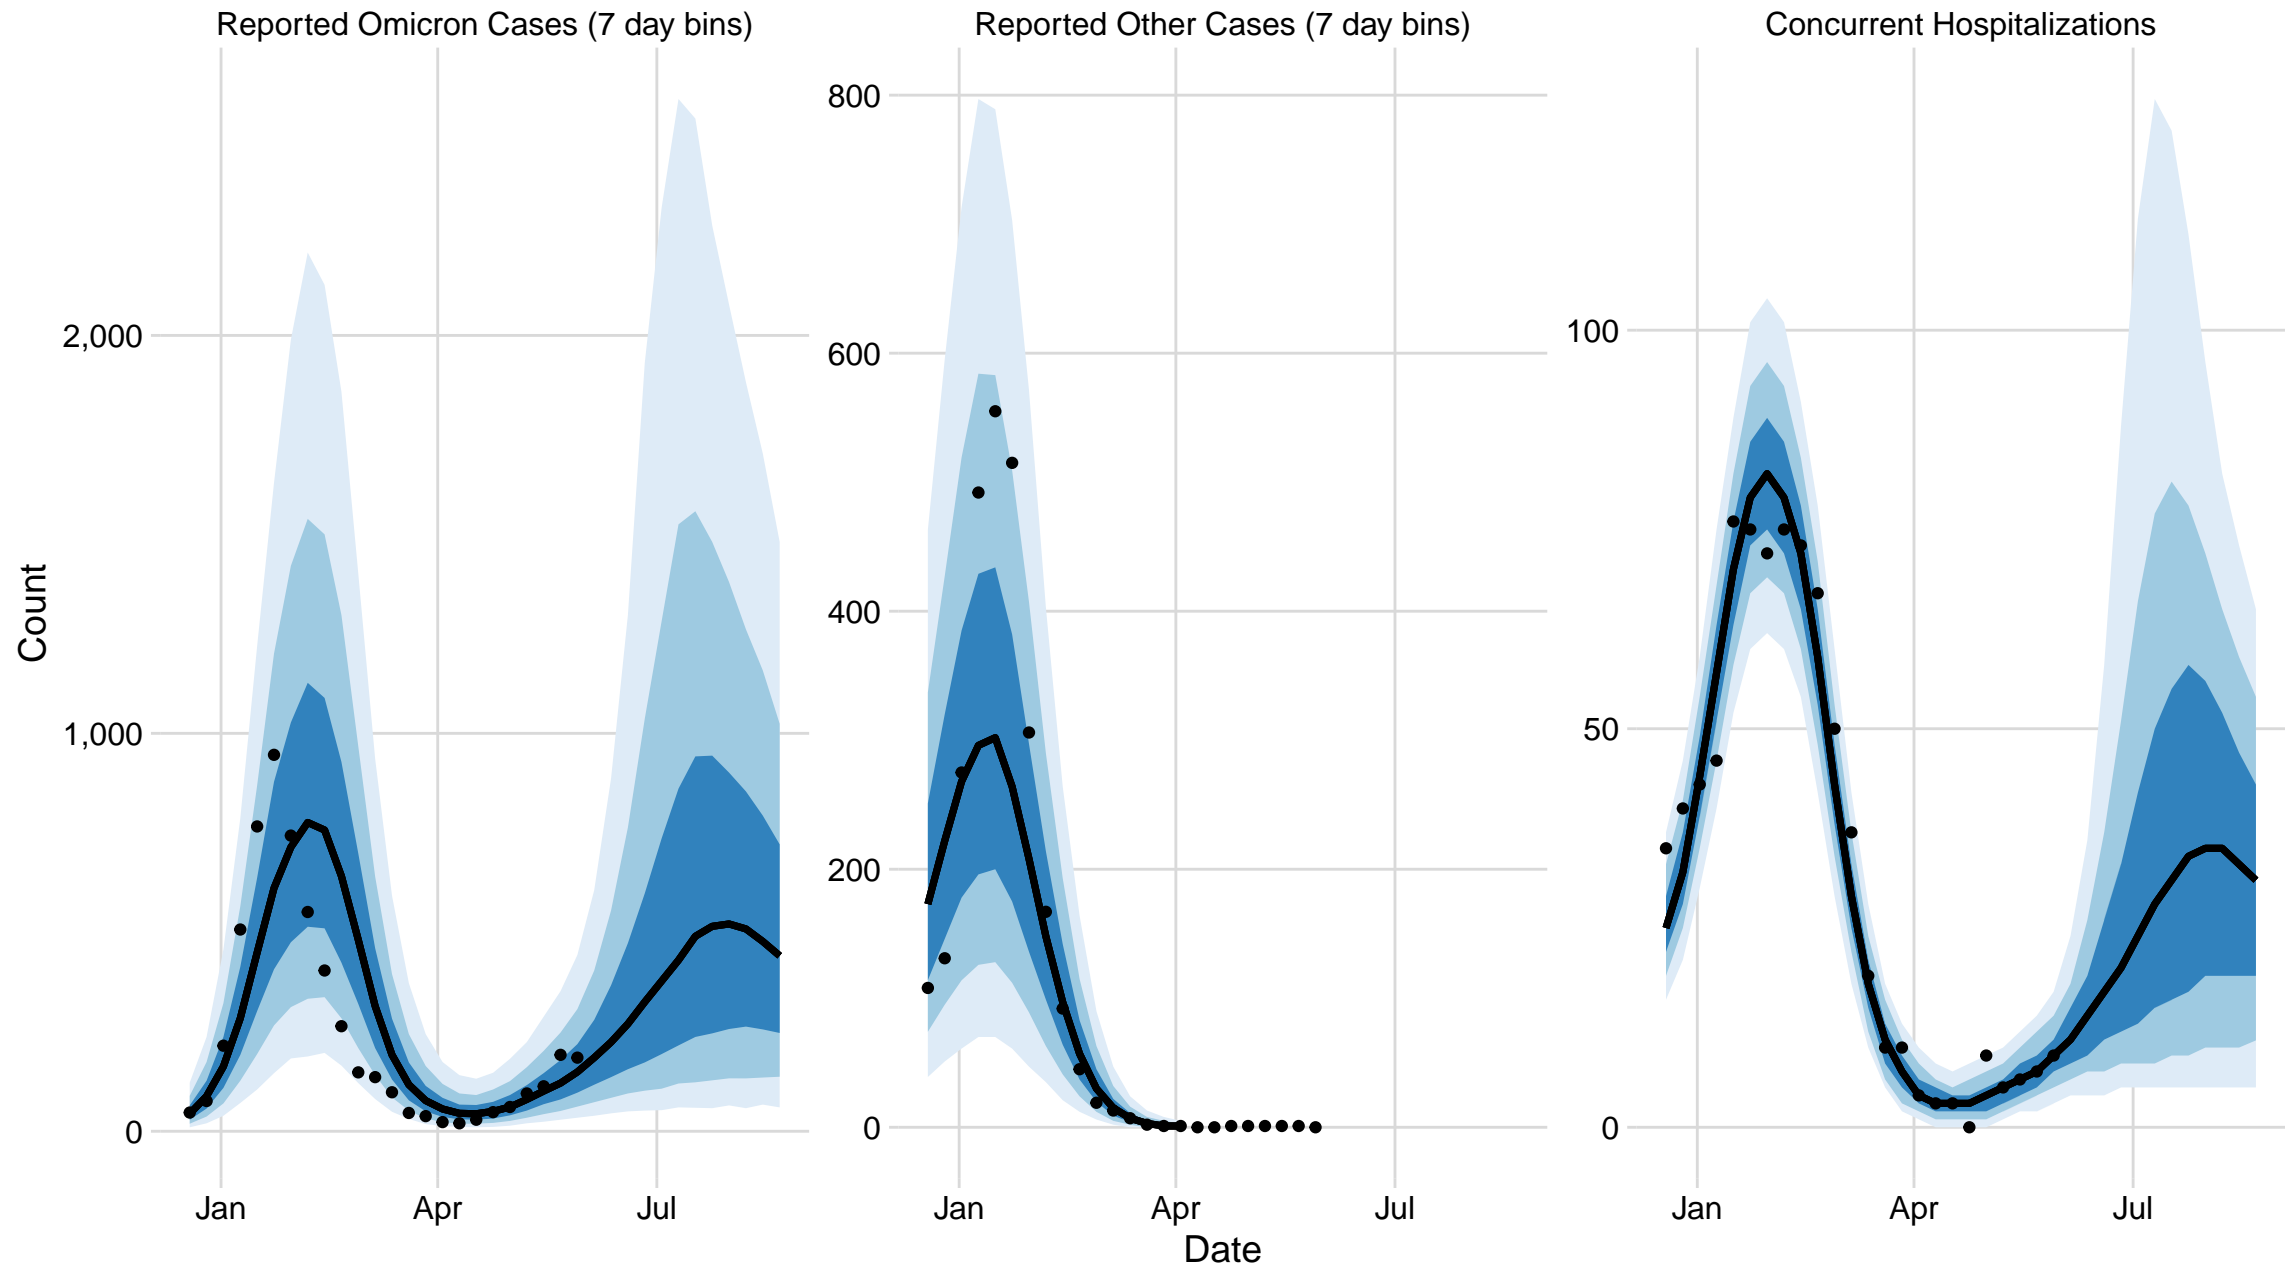 Reported Omicron Cases (7 day bins)
Reported Other Cases (7 day bins)
Concurrent Hospitalizations
Count
2,000
1,000
0
Jan
Apr
Jul
800
600
400
200
0
Jan
Apr
Jul
100
50
0
Jan
Apr
Jul
Date